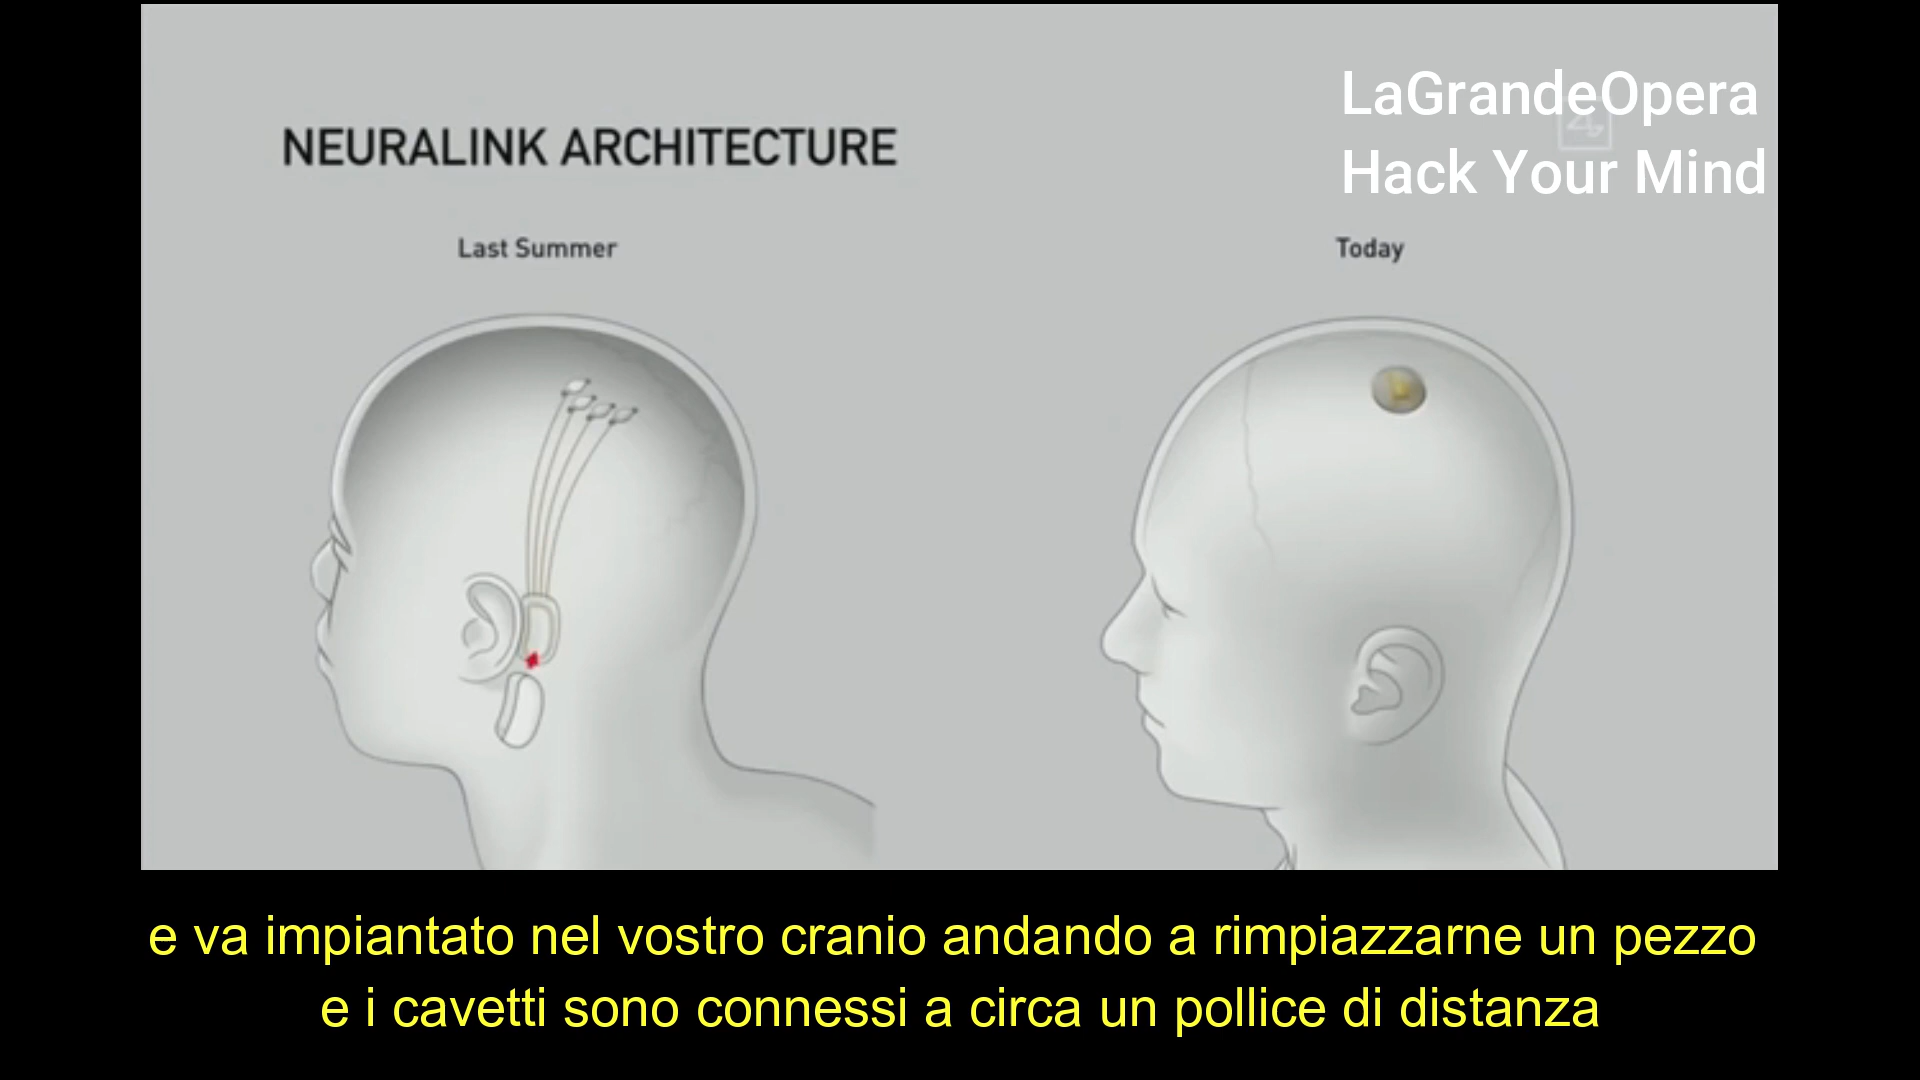 LaGrandeOpera
Hack Your Mind
NEURALINK ARCHITECTURE
Last Summer
Today
e va impiantato nel vostro cranio andando a rimpiazzarne un pezzo
e i cavetti sono connessi a circa un pollice di distanza